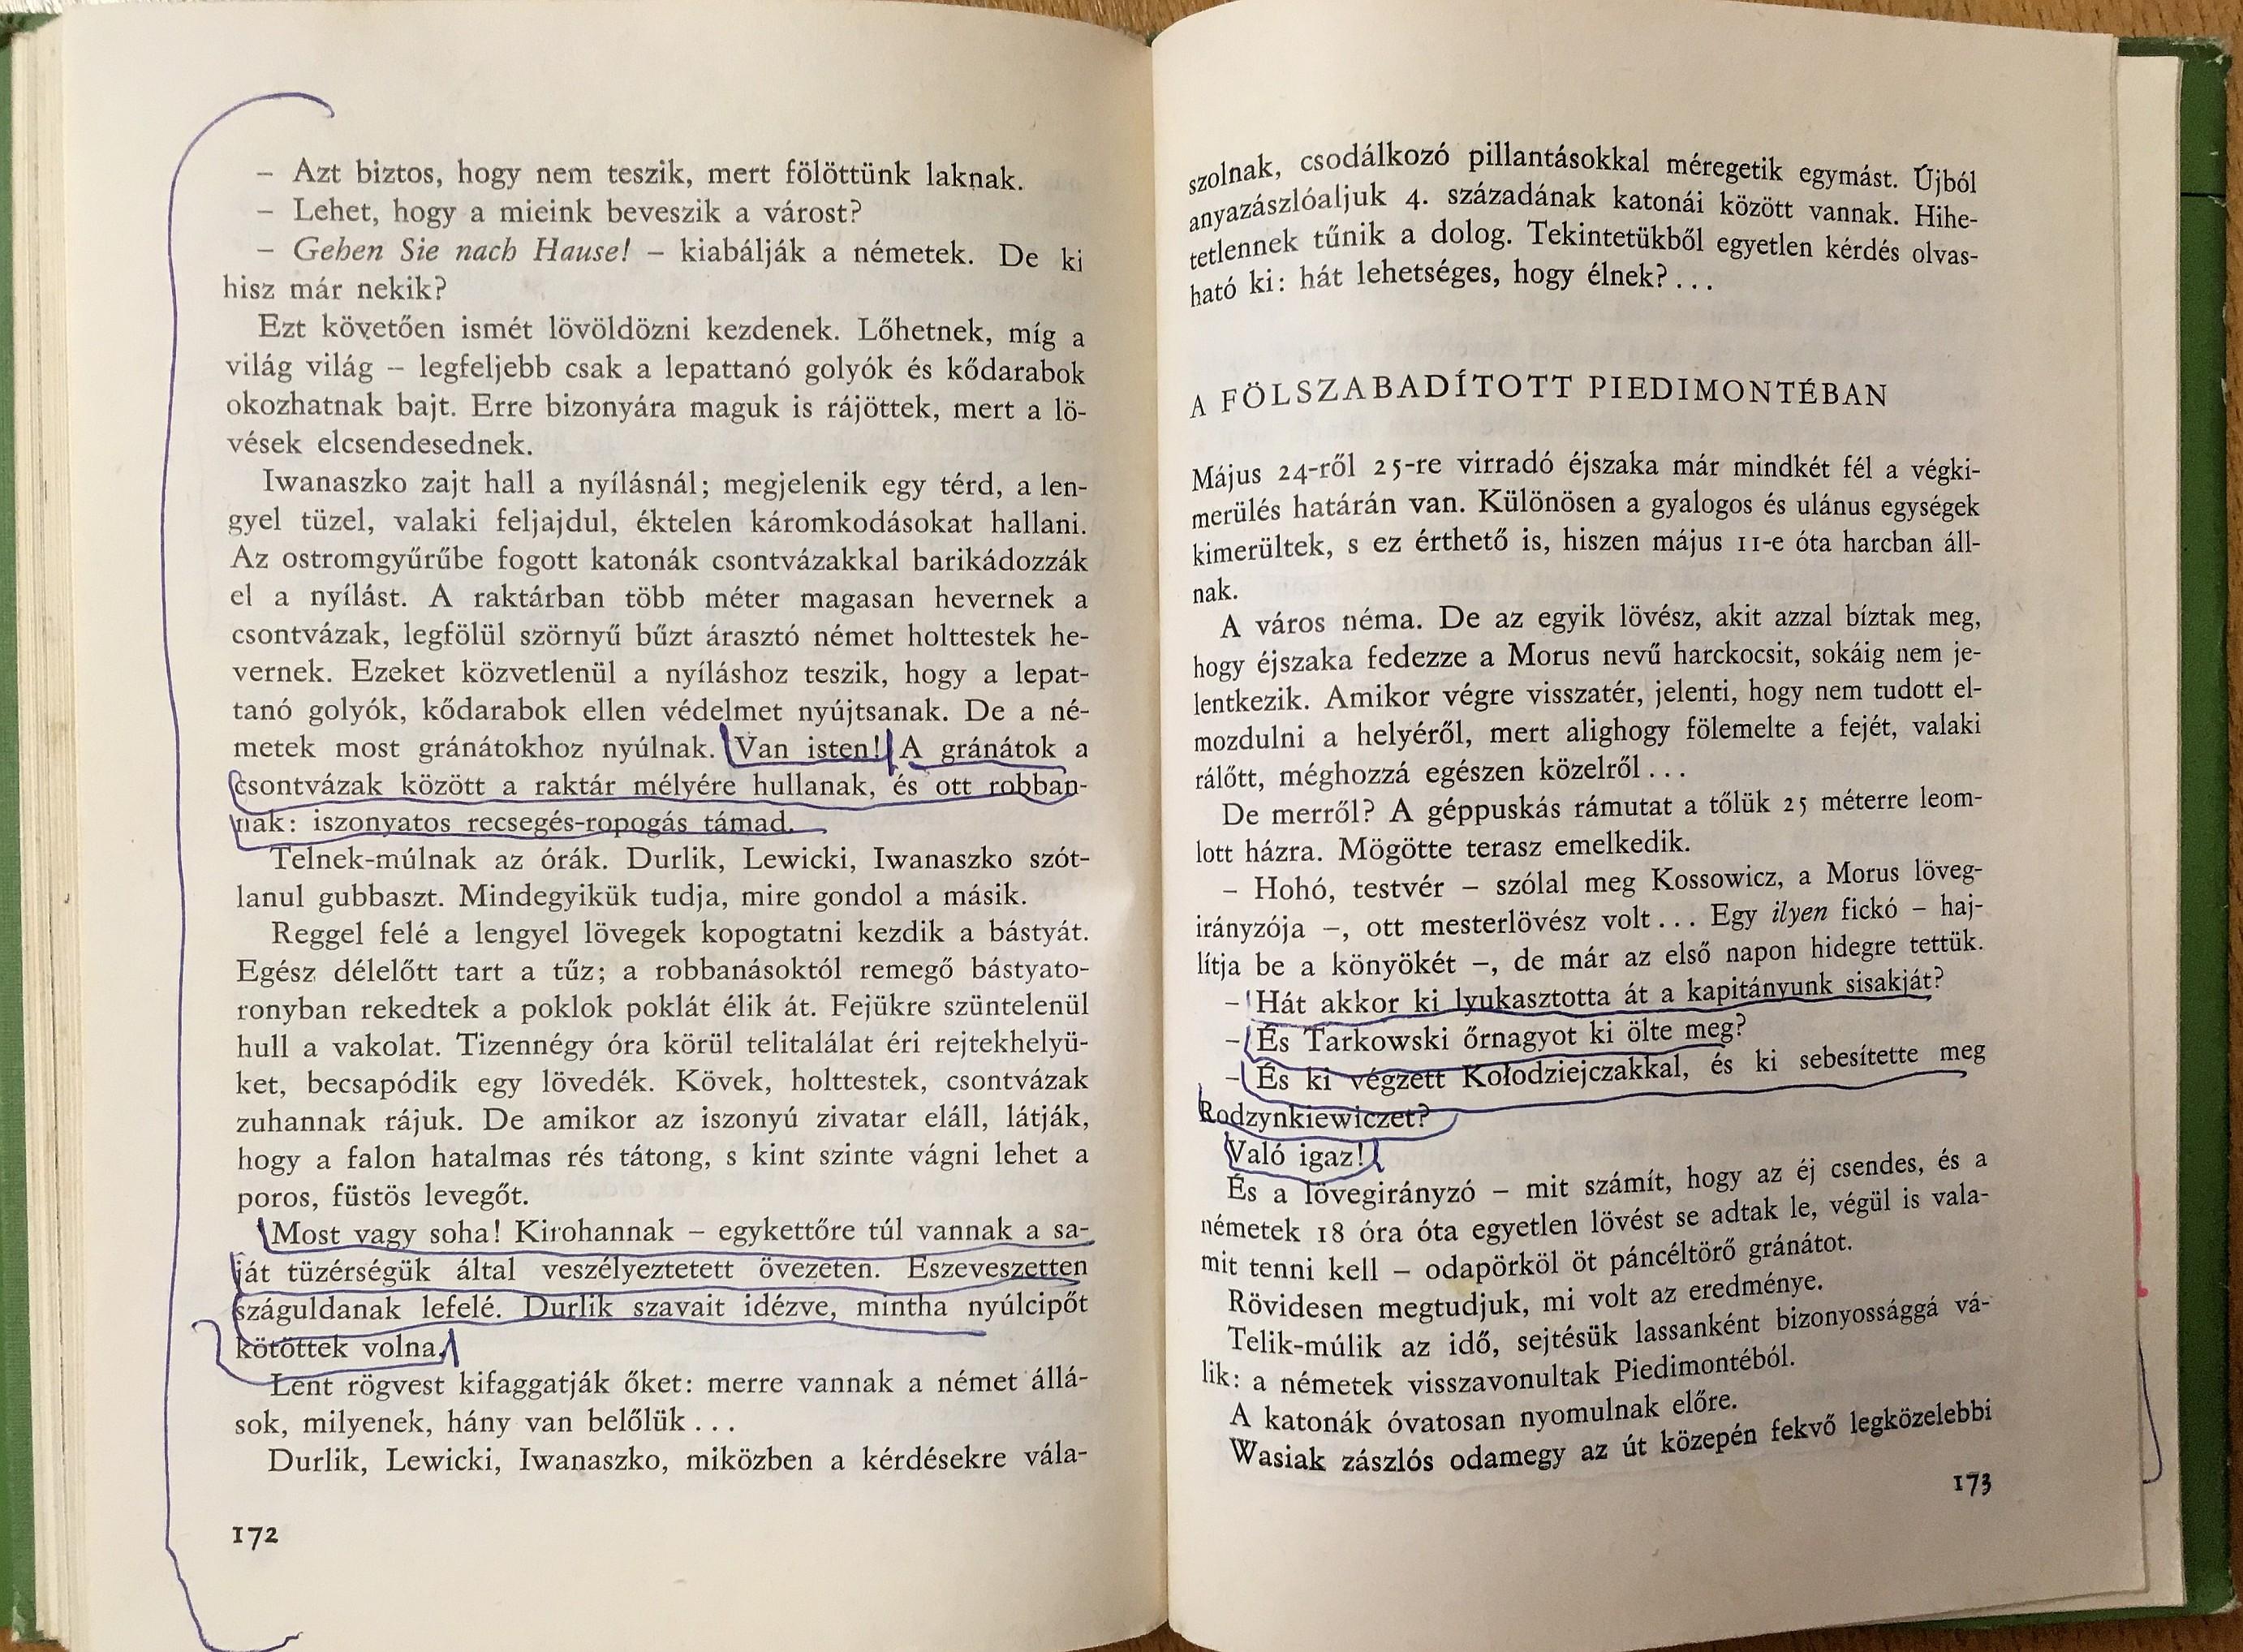 – Azt biztos, hogy nem teszik, mert fölöttünk laknak.
– Lehet, hogy a mieink beveszik a várost?
– Gehen Sie nach Hause! – kiabálják a németek. De ki
hisz már nekik?
Ezt követően ismét lövöldözni kezdenek. Lőhetnek, míg a
világ világ – legfeljebb csak a lepattanó golyók és kődarabok
okozhatnak bajt. Erre bizonyára maguk is rájöttek, mert a lö-
vések elcsendesednek.
Iwanaszko zajt hall a nyílásnál; megjelenik egy térd, a len-
gyel tüzel, valaki feljajdul, éktelen káromkodásokat hallani.
Az ostromgyűrűbe fogott katonák csontvázakkal barikádozzák
el a nyílást. A raktárban több méter magasan hevernek a
csontvázak, legfölül szörnyű bűzt árasztó német holttestek he-
vernek. Ezeket közvetlenül a nyíláshoz teszik, hogy a lepat-
tanó golyók, kődarabok ellen védelmet nyújtsanak. De a né-
metek most gránátokhoz nyúlnak. Van isten! A gránátok a
csontvázak között a raktár mélyére hullanak, és ott robban-
nak: iszonyatos recsegés-ropogás támad.
Telnek-múlnak az órák. Durlik, Lewicki, Iwanaszko szót-
lanul gubbaszt. Mindegyikük tudja, mire gondol a másik.
Reggel felé a lengyel lövegek kopogtatni kezdik a bástyát.
Egész délelőtt tart a tűz; a robbanásoktól remegő bástyato-
ronyban rekedtek a poklok poklát élik át. Fejükre szüntelenül
hull a vakolat. Tizennégy óra körül telitalálat éri rejtekhelyü-
ket, becsapódik egy lövedék. Kövek, holttestek, csontvázak
zuhannak rájuk. De amikor az iszonyú zivatar eláll, látják,
hogy a falon hatalmas rés tátong, s kint szinte vágni lehet a
poros, füstös levegőt.
Most vagy soha! Kirohannak – egykettőre túl vannak a sa-
ját tüzérségük által veszélyeztetett övezeten. Eszeveszetten
száguldanak lefelé. Durlik szavait idézve, mintha nyúlcipőt
kötöttek volna.
Lent rögvest kifaggatják őket: merre vannak a német állá-
sok, milyenek, hány van belőlük . . .
Durlik, Lewicki, Iwanaszko, miközben a kérdésekre vála-
172
szolnak, csodálkozó pillantásokkal méregetik egymást. Újból
anyazászlóaljuk 4. századának katonái között vannak. Hihe-
tetlennek tűnik a dolog. Tekintetükből egyetlen kérdés olvas-
ható ki: hát lehetséges, hogy élnek? . . .
A FÖLSZABADÍTOTT PIEDIMONTÉBAN
Május 24-ről 25-re virradó éjszaka már mindkét fél a végki-
merülés határán van. Különösen a gyalogos és ulánus egységek
kimerültek, s ez érthető is, hiszen május 11-e óta harcban áll-
nak.
A város néma. De az egyik lövész, akit azzal bíztak meg,
hogy éjszaka fedezze a Morus nevű harckocsit, sokáig nem je-
lentkezik. Amikor végre visszatér, jelenti, hogy nem tudott el-
mozdulni a helyéről, mert alighogy fölemelte a fejét, valaki
rálőtt, méghozzá egészen közelről . . .
De merről? A géppuskás rámutat a tőlük 25 méterre leom-
lott házra. Mögötte terasz emelkedik.
– Hohó, testvér – szólal meg Kossowicz, a Morus löveg-
irányzója –, ott mesterlövész volt . . . Egy ilyen fickó – haj-
lítja be a könyökét –, de már az első napon hidegre tettük.
– Hát akkor ki lyukasztotta át a kapitányunk sisakját?
– És Tarkowski őrnagyot ki ölte meg?
– És ki végzett Kołodziejczakkal, és ki sebesítette meg
Rodzynkiewiczet?
Való igaz!
És a lövegirányzó – mit számít, hogy az éj csendes, és a
németek 18 óra óta egyetlen lövést se adtak le, végül is vala-
mit tenni kell – odapörköl öt páncéltörő gránátot.
Rövidesen megtudjuk, mi volt az eredménye.
Telik-múlik az idő, sejtésük lassanként bizonyossággá vá-
lik: a németek visszavonultak Piedimontéból.
A katonák óvatosan nyomulnak előre.
Wasiak zászlós odamegy az út közepén fekvő legközelebbi
173